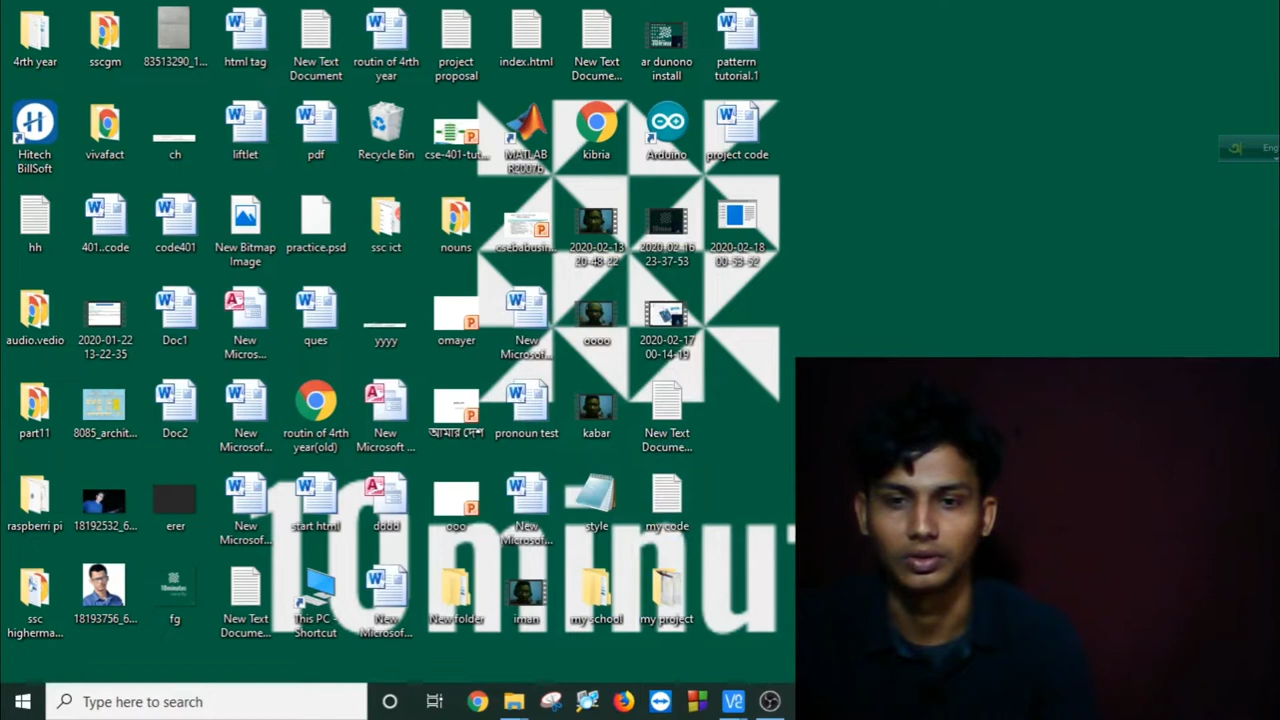 4rth year
sscgm
83513290_1...
html tag
New Text
Document
routin of 4rth
year
project
proposal
index.html
New Text
Docume...
ar dunono
install
patterrn
tutorial.1
Hitech
BillSoft
vivafact
ch
liftlet
pdf
Recycle Bin
cse-401-tut...
MATLAB
R2007b
kibria
Arduino
project code
Eng
hh
401..code
code401
New Bitmap
Image
practice.psd
ssc ict
nouns
csebabusin...
2020-02-13
20-48-22
2020-02-16
23-37-53
2020-02-18
00-53-52
audio.vedio
2020-01-22
13-22-35
Doc1
New
Micros...
ques
yyyy
omayer
New
Microsof...
oooo
2020-02-17
00-14-19
part11
8085_archit...
Doc2
New
Microsof...
routin of 4rth
year(old)
New
Microsoft ...
আমার দেশ
pronoun test
kabar
New Text
Docume...
raspberri pi
18192532_6...
erer
New
Microsof...
start html
dddd
ooo
New
Microsof...
style
my code
ssc
higherma...
18193756_6...
fg
New Text
Docume...
This PC -
Shortcut
New
Microsof...
New folder
iman
my school
my project
10minu
Type here to search